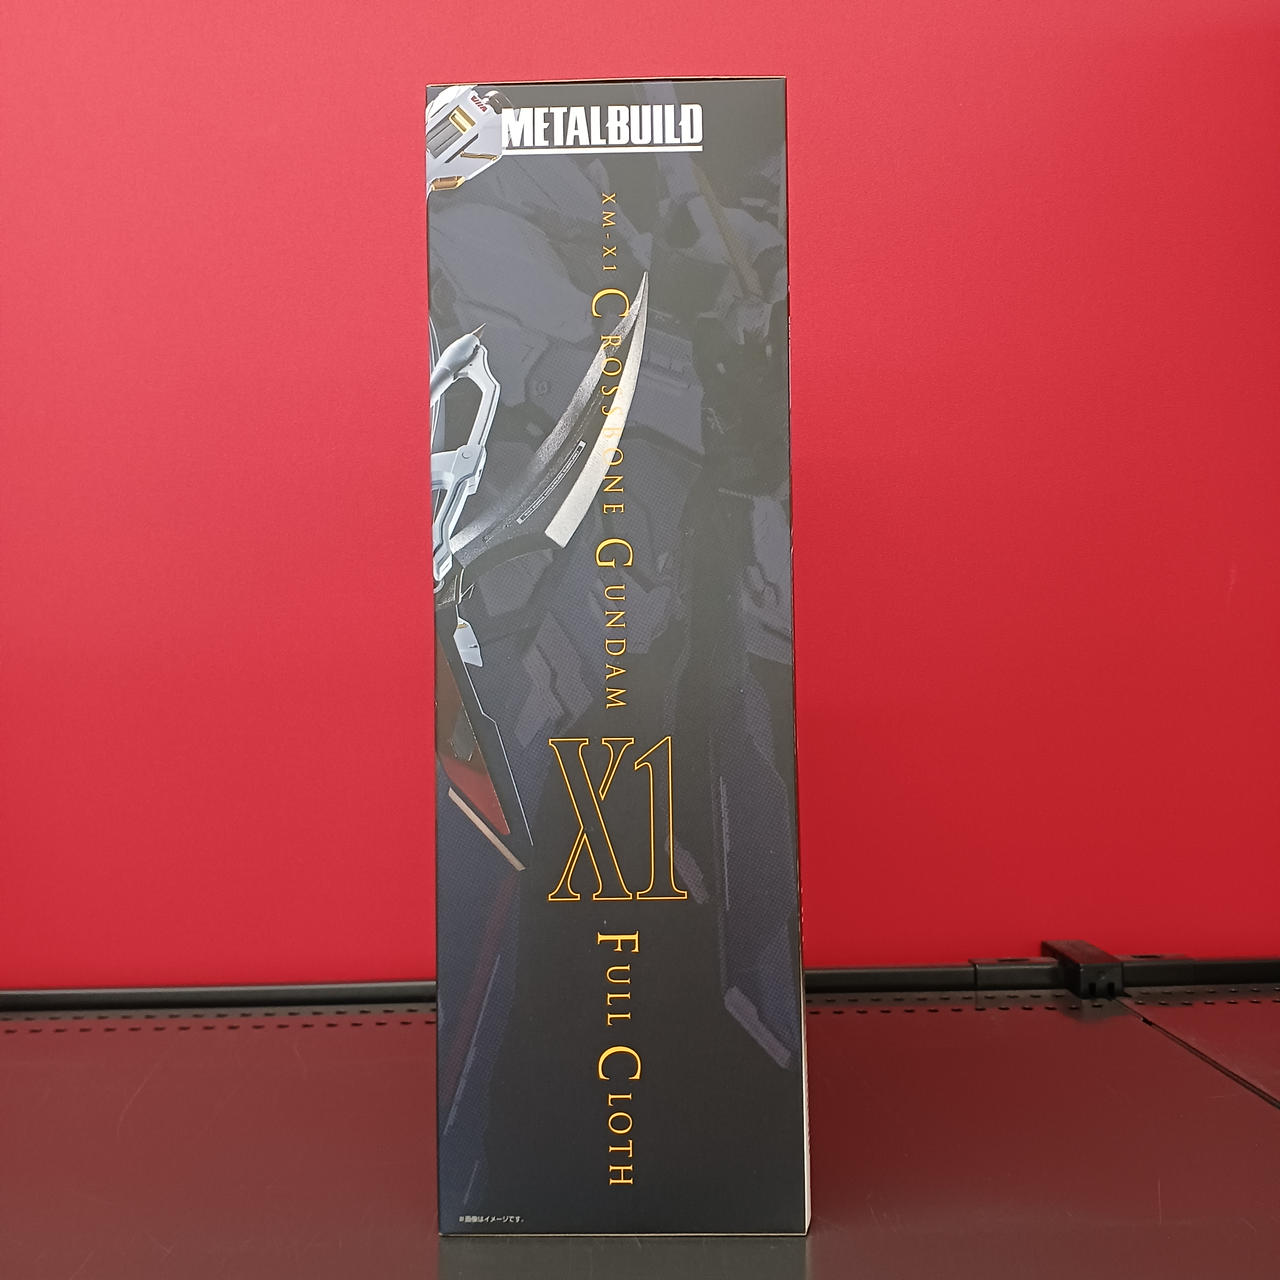 METALBUILD
XM-X1 CROSSBONE GUNDAM
X1
FULL CLOTH
※画像はイメージです。